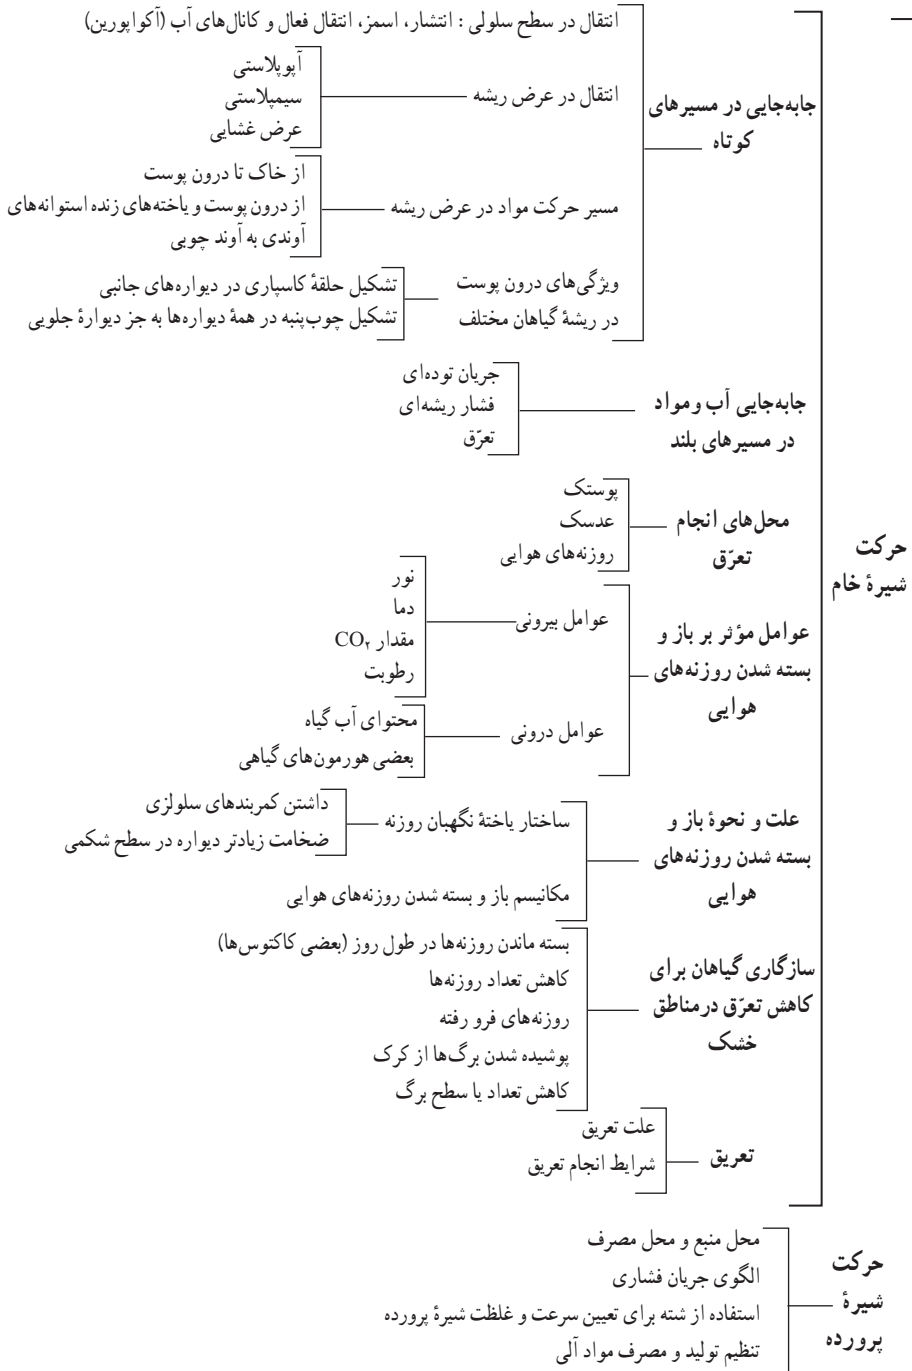 انتقال در سطح سلولی : انتشار، اسمز، انتقال فعال و کانال‌های آب (آکواپورین)
جابه‌جایی در مسیرهای
کوتاه
انتقال در عرض ریشه
آپوپلاستی
سیمپلاستی
عرض غشایی
مسیر حرکت مواد در عرض ریشه
از خاک تا درون پوست
از درون پوست و یاخته‌های زنده استوانه‌های
آوندی به آوند چوبی
ویژگی‌های درون پوست
در ریشهٔ گیاهان مختلف
تشکیل حلقهٔ کاسپاری در دیواره‌های جانبی
تشکیل چوب‌پنبه در همهٔ دیواره‌ها به جز دیوارهٔ جلویی
جابه‌جایی آب و مواد
در مسیرهای بلند
جریان توده‌ای
فشار ریشه‌ای
تعرّق
محل‌های انجام
تعرّق
پوستک
عدسک
روزنه‌های هوایی
حرکت
شیرهٔ خام
عوامل مؤثر بر باز و
بسته شدن روزنه‌های
هوایی
عوامل بیرونی
نور
دما
مقدار CO₂
رطوبت
عوامل درونی
محتوای آب گیاه
بعضی هورمون‌های گیاهی
علت و نحوهٔ باز و
بسته شدن روزنه‌های
هوایی
ساختار یاختهٔ نگهبان روزنه
داشتن کمربندهای سلولزی
ضخامت زیادتر دیواره در سطح شکمی
مکانیسم باز و بسته شدن روزنه‌های هوایی
سازگاری گیاهان برای
کاهش تعرّق درمناطق
خشک
بسته ماندن روزنه‌ها در طول روز (بعضی کاکتوس‌ها)
کاهش تعداد روزنه‌ها
روزنه‌های فرو رفته
پوشیده شدن برگ‌ها از کرک
کاهش تعداد یا سطح برگ
تعریق
علت تعریق
شرایط انجام تعریق
حرکت
شیرهٔ
پرورده
محل منبع و محل مصرف
الگوی جریان فشاری
استفاده از شته برای تعیین سرعت و غلظت شیرهٔ پرورده
تنظیم تولید و مصرف مواد آلی